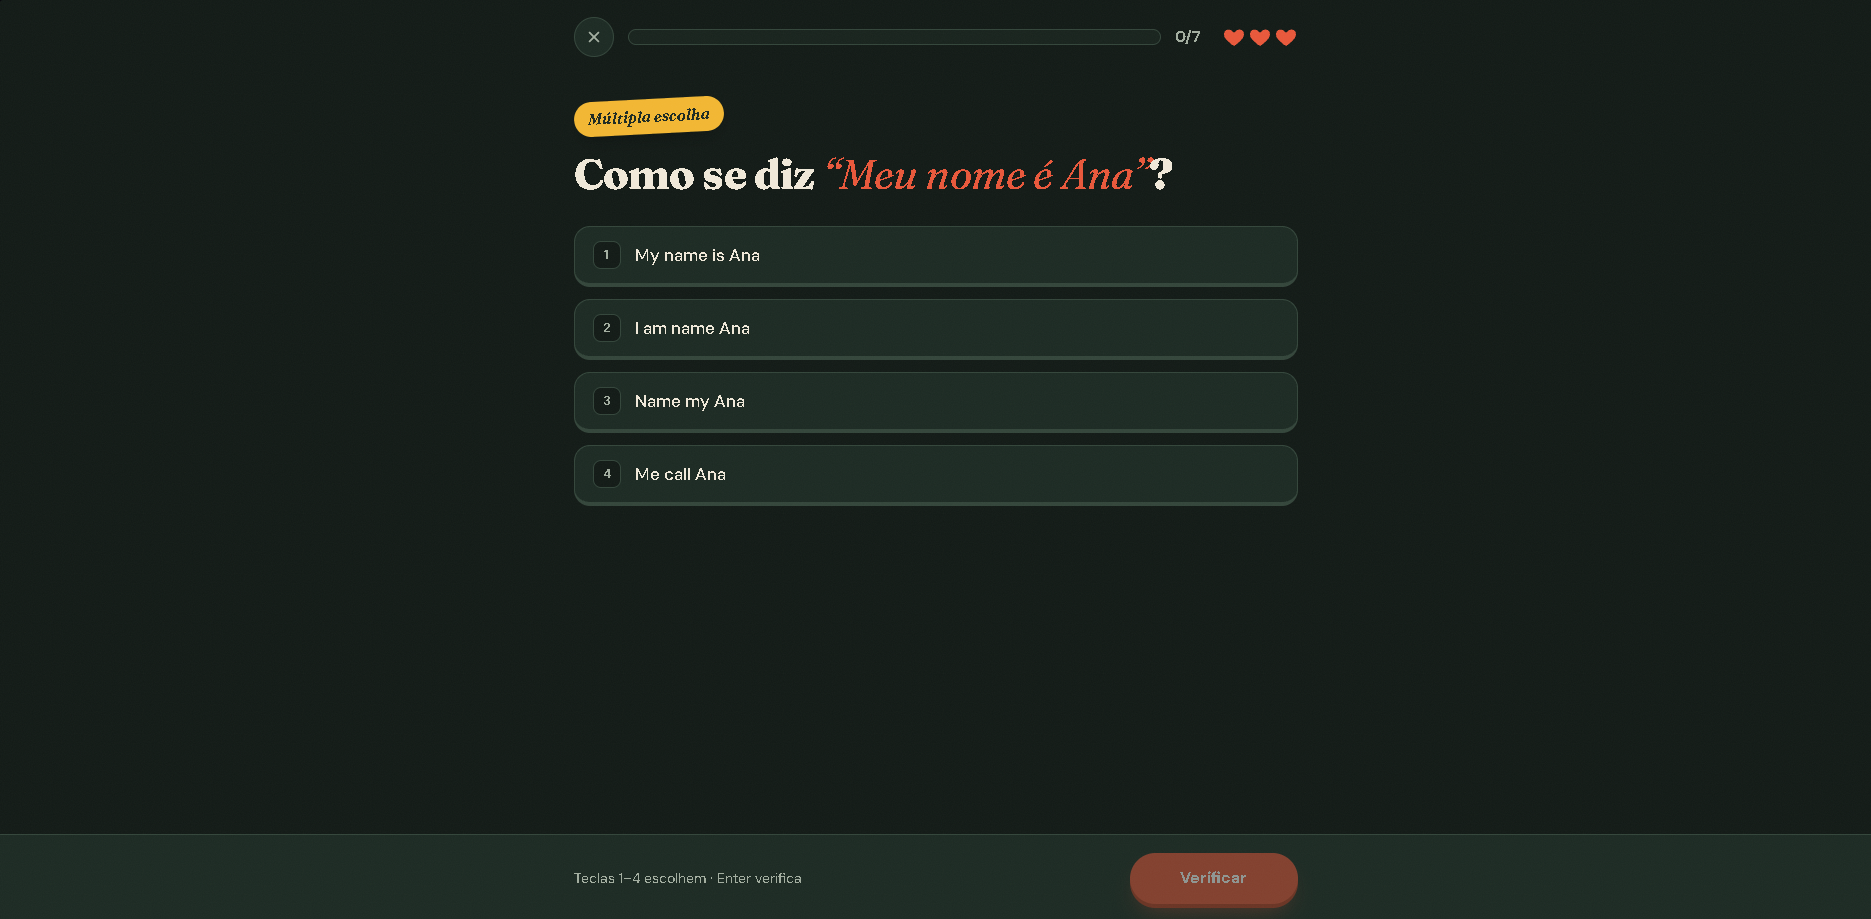 0/7
Múltipla escolha
Como se diz “Meu nome é Ana”?
1 My name is Ana
2 I am name Ana
3 Name my Ana
4 Me call Ana
Teclas 1–4 escolhem · Enter verifica
Verificar